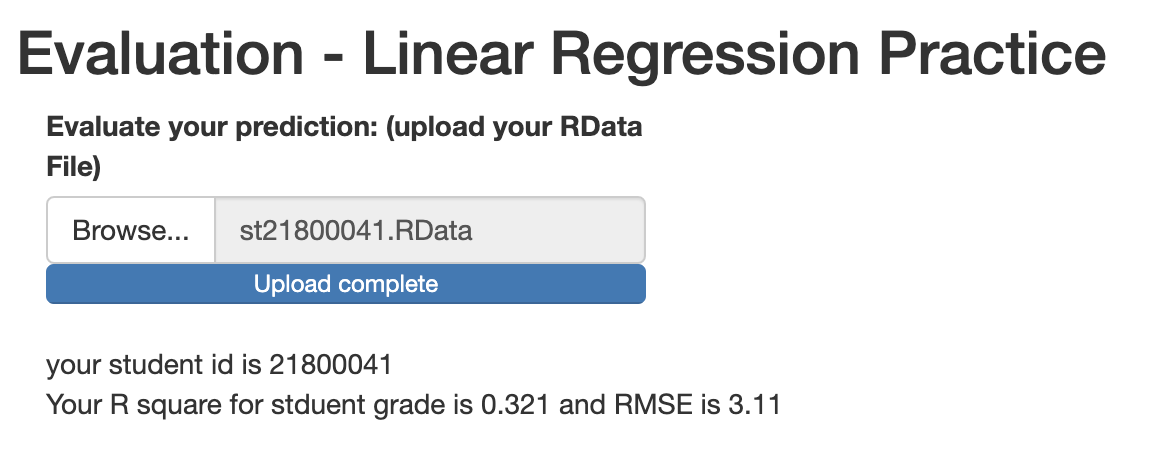 Evaluation - Linear Regression Practice
Evaluate your prediction: (upload your RData
File)
Browse... st21800041.RData
Upload complete
your student id is 21800041
Your R square for stduent grade is 0.321 and RMSE is 3.11